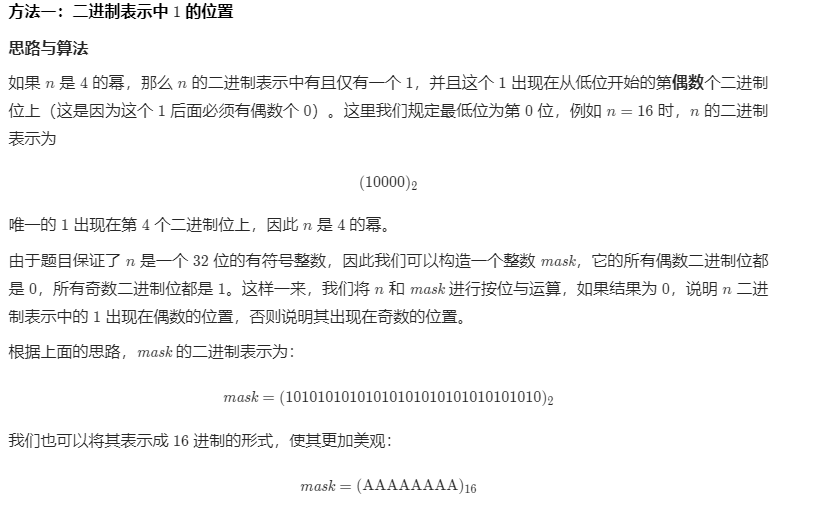 方法一：二进制表示中 1 的位置
思路与算法
如果 n 是 4 的幂，那么 n 的二进制表示中有且仅有一个 1，并且这个 1 出现在从低位开始的第偶数个二进制
位上（这是因为这个 1 后面必须有偶数个 0）。这里我们规定最低位为第 0 位，例如 n = 16 时，n 的二进制
表示为
(10000)₂
唯一的 1 出现在第 4 个二进制位上，因此 n 是 4 的幂。
由于题目保证了 n 是一个 32 位的有符号整数，因此我们可以构造一个整数 mask，它的所有偶数二进制位都
是 0，所有奇数二进制位都是 1。这样一来，我们将 n 和 mask 进行按位与运算，如果结果为 0，说明 n 二进
制表示中的 1 出现在偶数的位置，否则说明其出现在奇数的位置。
根据上面的思路，mask 的二进制表示为：
mask = (10101010101010101010101010101010)₂
我们也可以将其表示成 16 进制的形式，使其更加美观：
mask = (AAAAAAAA)₁₆